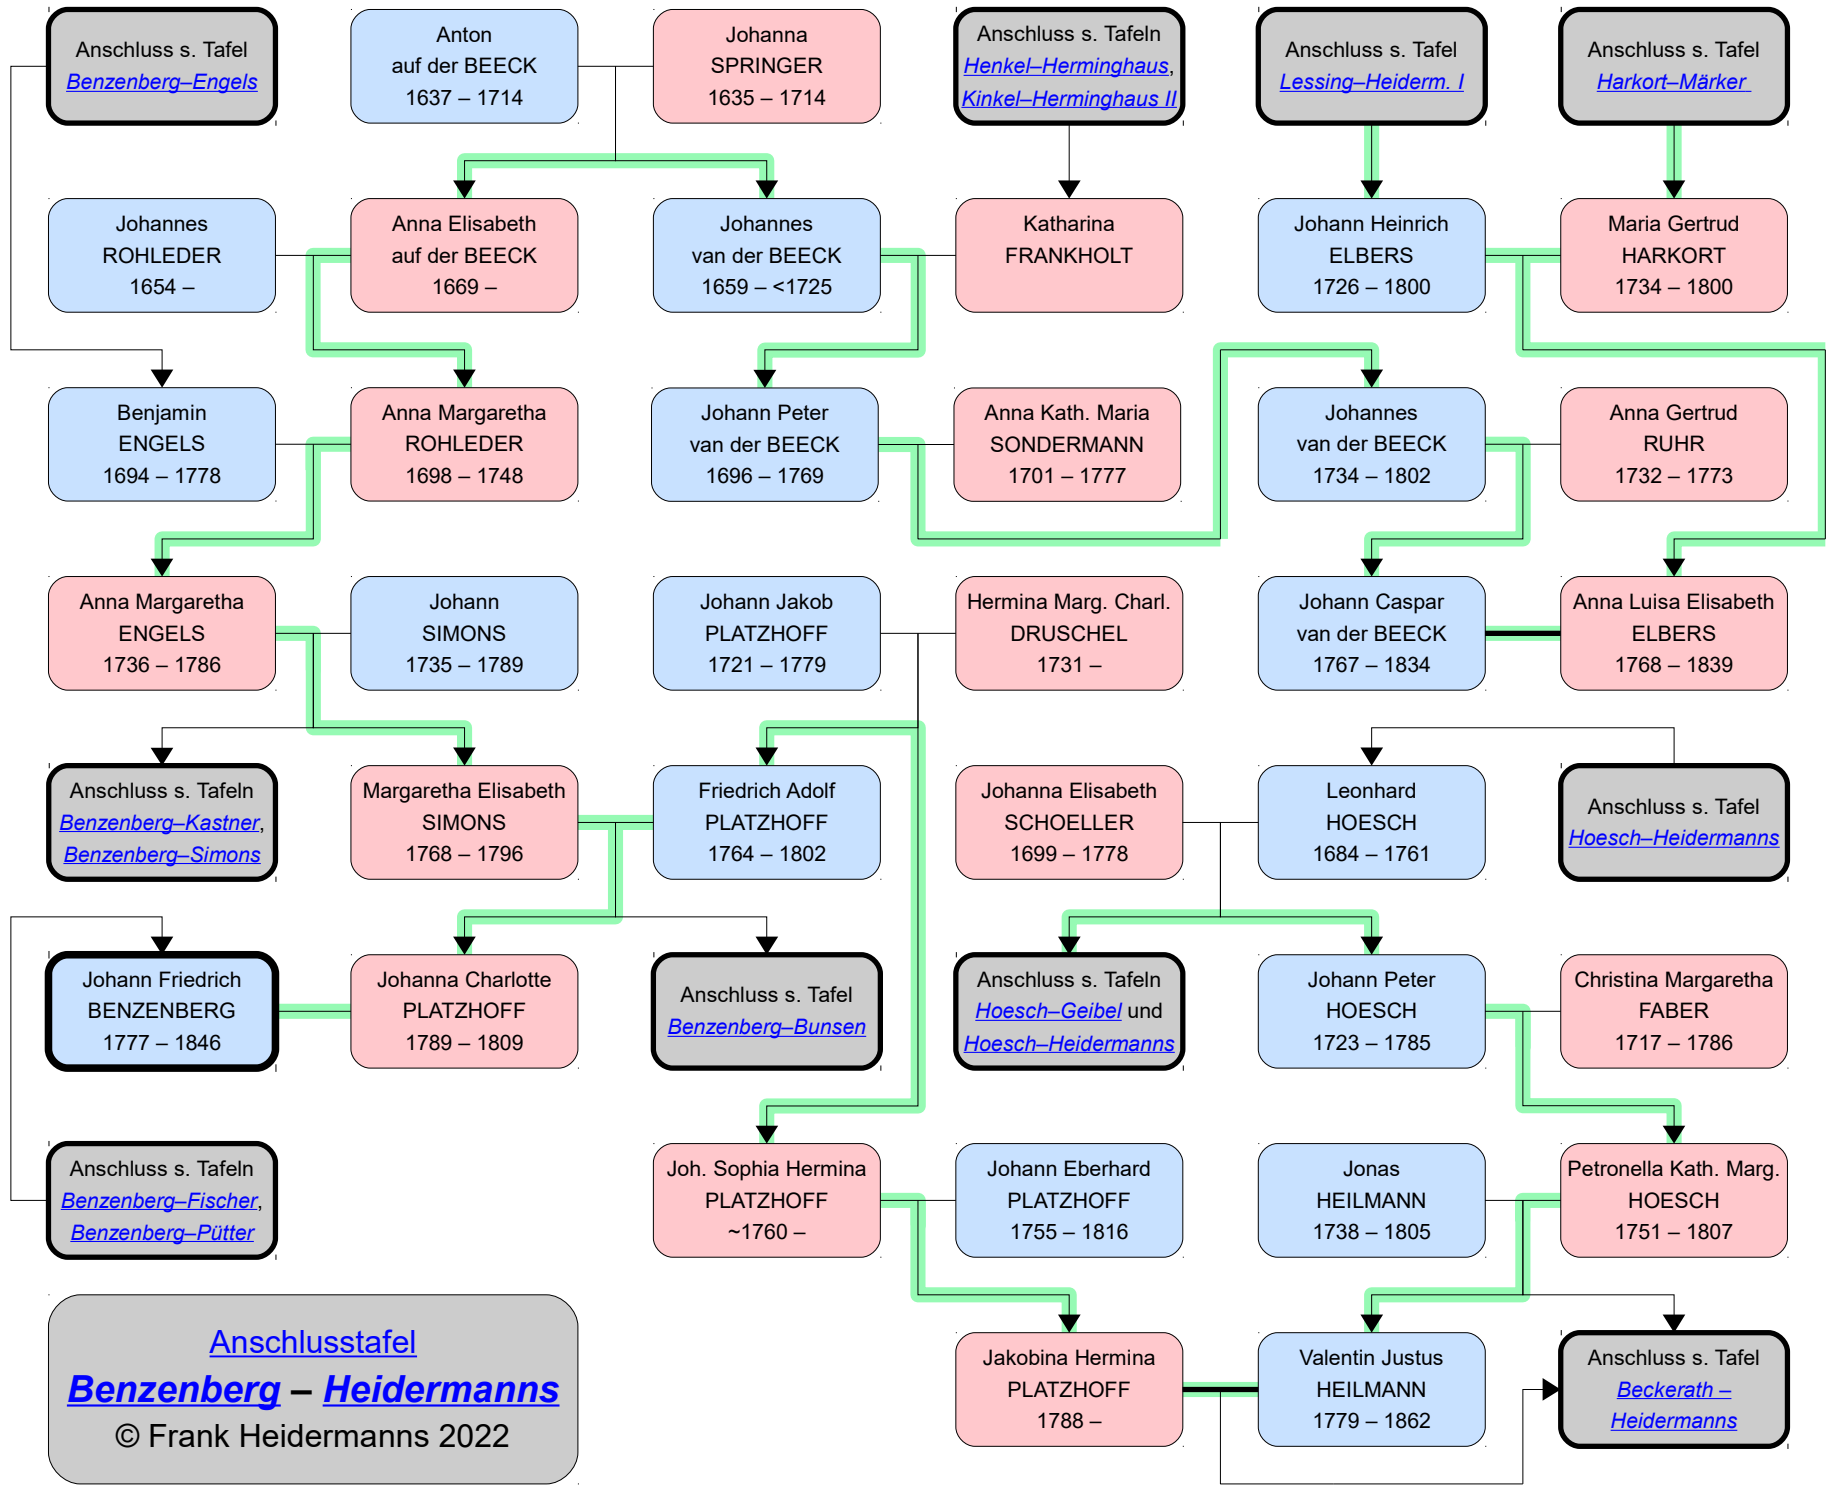 Anschluss s. Tafel
Benzenberg–Engels
Anton
auf der BEECK
1637 – 1714
Johanna
SPRINGER
1635 – 1714
Anschluss s. Tafeln
Henkel–Herminghaus,
Kinkel–Herminghaus II
Anschluss s. Tafel
Lessing–Heiderm. I
Anschluss s. Tafel
Harkort–Märker
Johannes
ROHLEDER
1654 –
Anna Elisabeth
auf der BEECK
1669 –
Johannes
van der BEECK
1659 – <1725
Katharina
FRANKHOLT
Johann Heinrich
ELBERS
1726 – 1800
Maria Gertrud
HARKORT
1734 – 1800
Benjamin
ENGELS
1694 – 1778
Anna Margaretha
ROHLEDER
1698 – 1748
Johann Peter
van der BEECK
1696 – 1769
Anna Kath. Maria
SONDERMANN
1701 – 1777
Johannes
van der BEECK
1734 – 1802
Anna Gertrud
RUHR
1732 – 1773
Anna Margaretha
ENGELS
1736 – 1786
Johann
SIMONS
1735 – 1789
Johann Jakob
PLATZHOFF
1721 – 1779
Hermina Marg. Charl.
DRUSCHEL
1731 –
Johann Caspar
van der BEECK
1767 – 1834
Anna Luisa Elisabeth
ELBERS
1768 – 1839
Anschluss s. Tafeln
Benzenberg–Kastner,
Benzenberg–Simons
Margaretha Elisabeth
SIMONS
1768 – 1796
Friedrich Adolf
PLATZHOFF
1764 – 1802
Johanna Elisabeth
SCHOELLER
1699 – 1778
Leonhard
HOESCH
1684 – 1761
Anschluss s. Tafel
Hoesch–Heidermanns
Johann Friedrich
BENZENBERG
1777 – 1846
Johanna Charlotte
PLATZHOFF
1789 – 1809
Anschluss s. Tafel
Benzenberg–Bunsen
Anschluss s. Tafeln
Hoesch–Geibel und
Hoesch–Heidermanns
Johann Peter
HOESCH
1723 – 1785
Christina Margaretha
FABER
1717 – 1786
Anschluss s. Tafeln
Benzenberg–Fischer,
Benzenberg–Pütter
Joh. Sophia Hermina
PLATZHOFF
~1760 –
Johann Eberhard
PLATZHOFF
1755 – 1816
Jonas
HEILMANN
1738 – 1805
Petronella Kath. Marg.
HOESCH
1751 – 1807
Anschlusstafel
Benzenberg – Heidermanns
© Frank Heidermanns 2022
Jakobina Hermina
PLATZHOFF
1788 –
Valentin Justus
HEILMANN
1779 – 1862
Anschluss s. Tafel
Beckerath –
Heidermanns